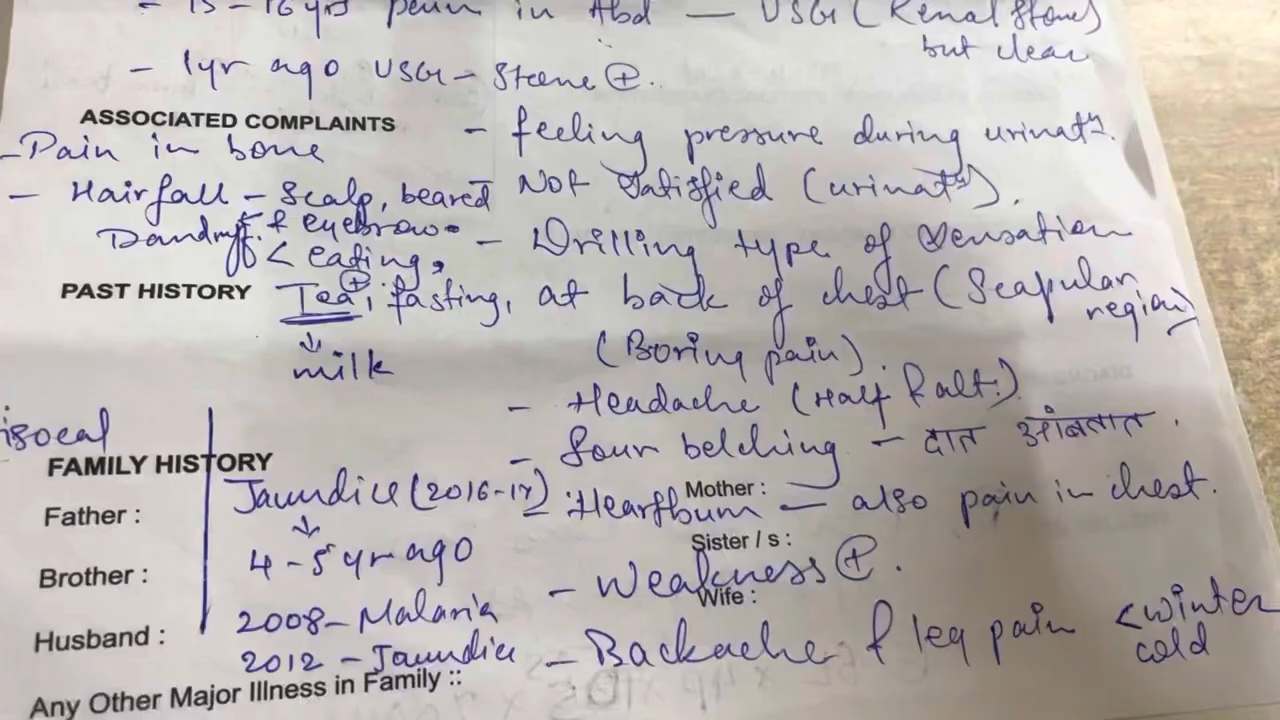 - 15-16 yrs pain in Abd — USG (Renal Stone)
but clear
- 1yr ago USG - Stone ⊕.
ASSOCIATED COMPLAINTS
- feeling pressure during urinatn.
- Pain in bone
Not Satisfied (urinatn).
- Hairfall - Scalp, beared
Dandruff. & eyebrow
- Drilling type of Sensation
< eating,
PAST HISTORY
Tea⊕, fasting, at back of chest (Scapular
region)
↓
milk
(Boring pain).
- Headache (Half R alt.)
- Sour belching - दात आंबतात.
FAMILY HISTORY
Jaundice (2016-17)
Mother :
Heartburn — also pain in chest.
Father :
↓
4-5 yr ago
Sister / s :
- Weakness ⊕.
Brother :
Wife :
2008 - Malaria
Husband :
2012 - Jaundice
- Backache & leg pain < winter
cold
Any Other Major Illness in Family ::